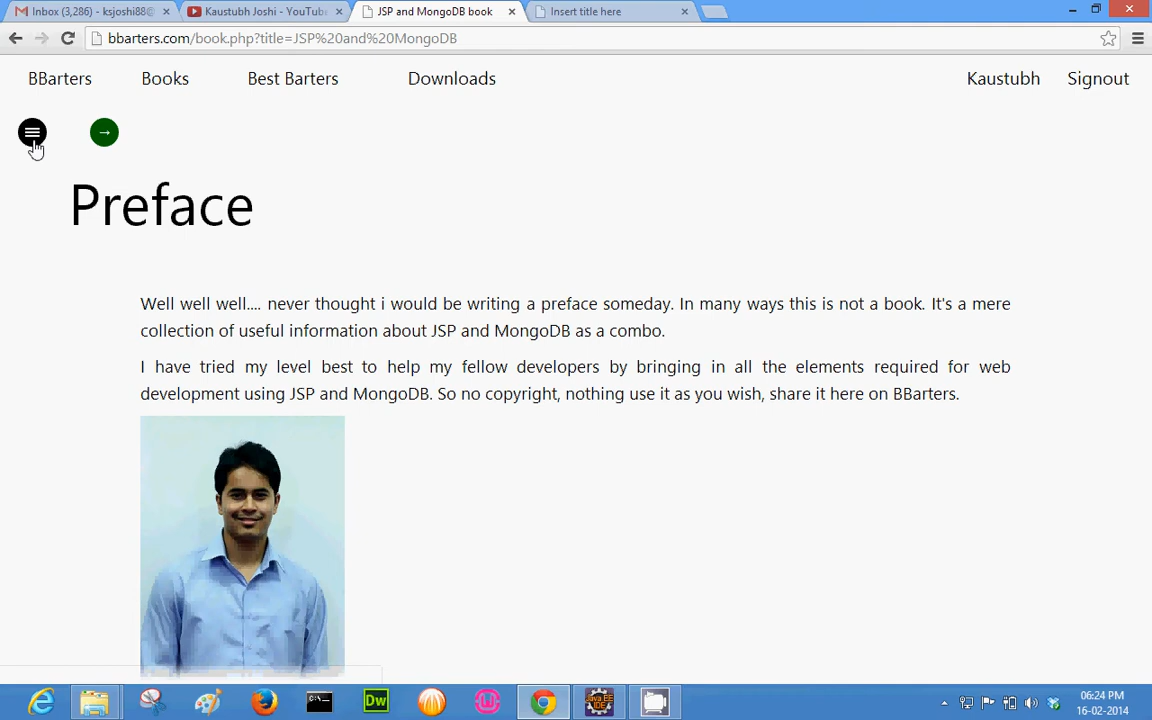 Inbox (3,286) - ksjoshi88@
Kaustubh Joshi - YouTub
JSP and MongoDB book
Insert title here
bbarters.com/book.php?title=JSP%20and%20MongoDB
BBarters Books Best Barters Downloads Kaustubh Signout
Preface
Well well well.... never thought i would be writing a preface someday. In many ways this is not a book. It's a mere
collection of useful information about JSP and MongoDB as a combo.
I have tried my level best to help my fellow developers by bringing in all the elements required for web
development using JSP and MongoDB. So no copyright, nothing use it as you wish, share it here on BBarters.
C:\
Dw
Java EE
IDE
06:24 PM
16-02-2014